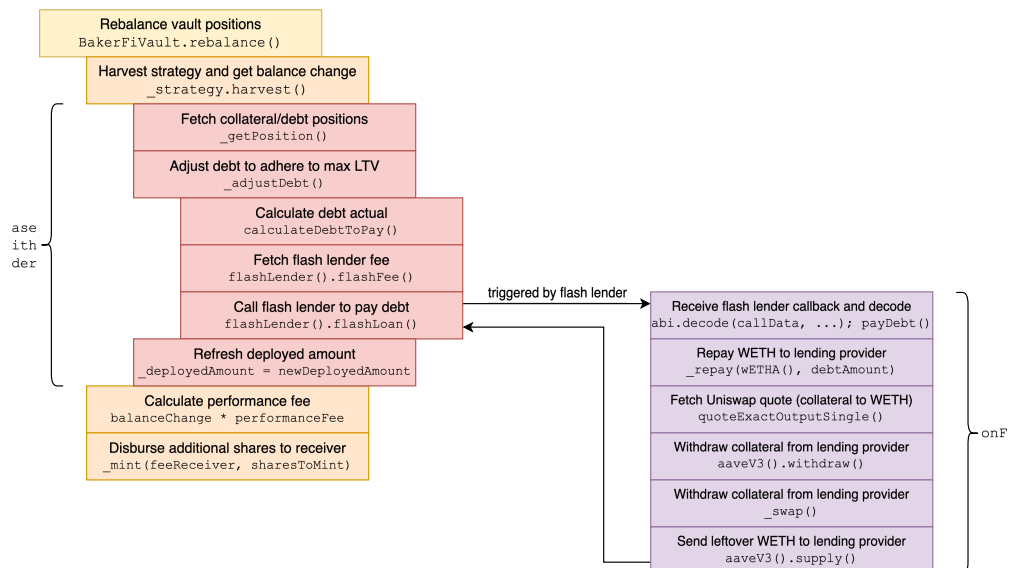 Rebalance vault positions
BakerFiVault.rebalance()
Harvest strategy and get balance change
_strategy.harvest()
Fetch collateral/debt positions
_getPosition()
Adjust debt to adhere to max LTV
_adjustDebt()
Calculate debt actual
calculateDebtToPay()
Fetch flash lender fee
flashLender().flashFee()
Call flash lender to pay debt
flashLender().flashLoan()
Refresh deployed amount
_deployedAmount = newDeployedAmount
Calculate performance fee
balanceChange * performanceFee
Disburse additional shares to receiver
_mint(feeReceiver, sharesToMint)
ase
ith
der
triggered by flash lender
Receive flash lender callback and decode
abi.decode(callData, ...); payDebt()
Repay WETH to lending provider
_repay(wETHA(), debtAmount)
Fetch Uniswap quote (collateral to WETH)
quoteExactOutputSingle()
Withdraw collateral from lending provider
aaveV3().withdraw()
Withdraw collateral from lending provider
_swap()
Send leftover WETH to lending provider
aaveV3().supply()
onF